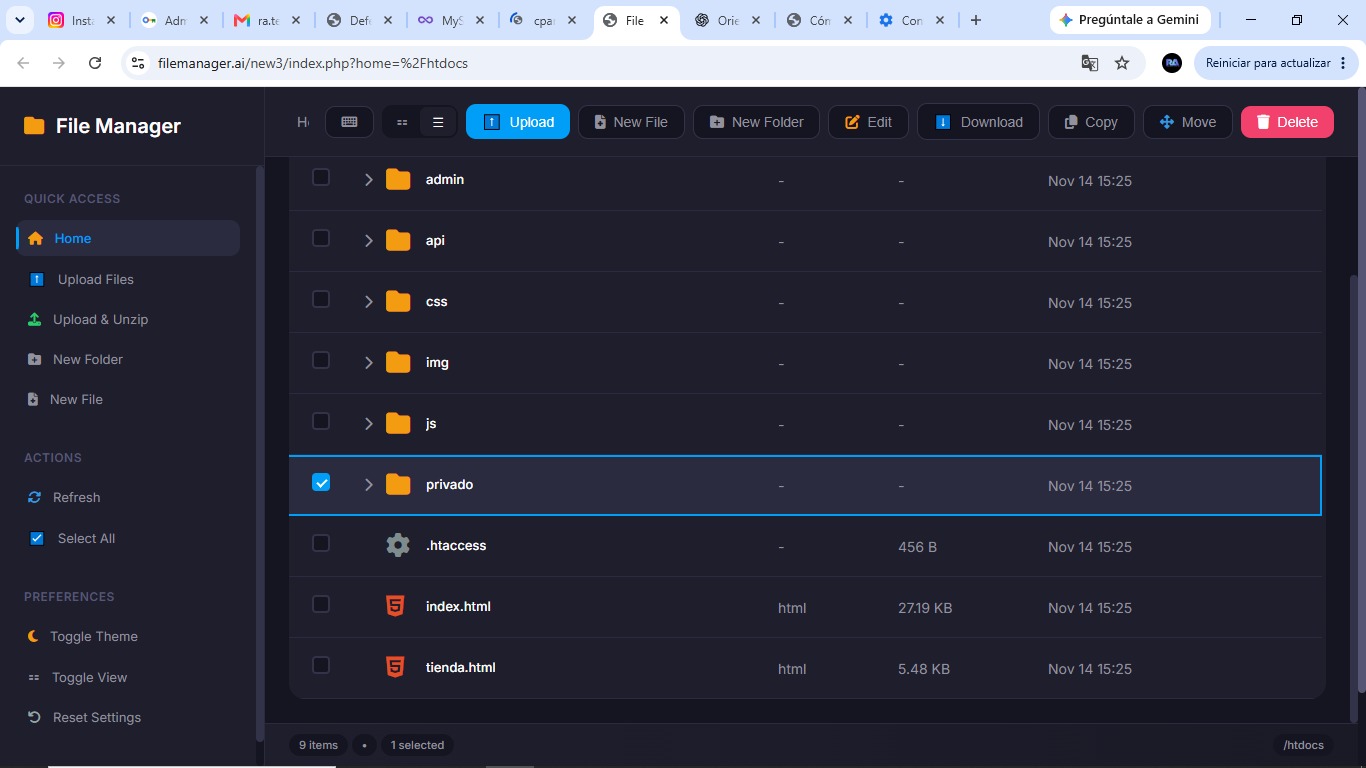 Insta
Adm
ra.te
Defe
MyS
cpa
File
Orie
Cóm
Con
Pregúntale a Gemini
filemanager.ai/new3/index.php?home=%2Fhtdocs
RA
Reiniciar para actualizar
File Manager
Upload
New File
New Folder
Edit
Download
Copy
Move
Delete
QUICK ACCESS
Home
Upload Files
Upload & Unzip
New Folder
New File
ACTIONS
Refresh
Select All
PREFERENCES
Toggle Theme
Toggle View
Reset Settings
admin - - Nov 14 15:25
api - - Nov 14 15:25
css - - Nov 14 15:25
img - - Nov 14 15:25
js - - Nov 14 15:25
privado - - Nov 14 15:25
.htaccess - 456 B Nov 14 15:25
index.html html 27.19 KB Nov 14 15:25
tienda.html html 5.48 KB Nov 14 15:25
9 items • 1 selected /htdocs